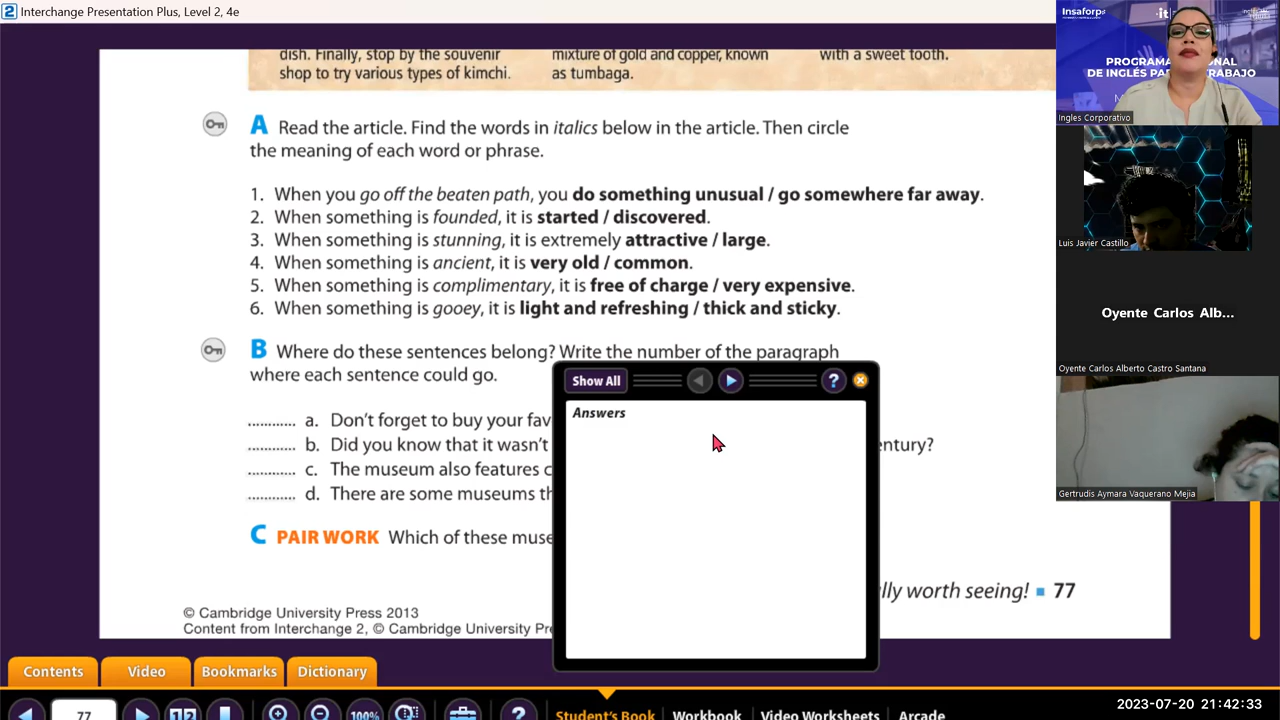 Interchange Presentation Plus, Level 2, 4e
dish. Finally, stop by the souvenir
shop to try various types of kimchi.
mixture of gold and copper, known
as tumbaga.
with a sweet tooth.
A Read the article. Find the words in italics below in the article. Then circle
the meaning of each word or phrase.
1. When you go off the beaten path, you do something unusual / go somewhere far away.
2. When something is founded, it is started / discovered.
3. When something is stunning, it is extremely attractive / large.
4. When something is ancient, it is very old / common.
5. When something is complimentary, it is free of charge / very expensive.
6. When something is gooey, it is light and refreshing / thick and sticky.
B Where do these sentences belong? Write the number of the paragraph
where each sentence could go.
........... a. Don't forget to buy your fav
........... b. Did you know that it wasn't entury?
........... c. The museum also features c
........... d. There are some museums th
C PAIR WORK Which of these muse
lly worth seeing! 77
© Cambridge University Press 2013
Content from Interchange 2, © Cambridge University Pre
Show All
?
Answers
Contents Video Bookmarks Dictionary
77
100%
?
Student's Book Workbook Video Worksheets Arcade
Insaforp
PROGRAMA
ONAL
DE INGLÉS PA
AJO
Ingles Corporativo
Luis Javier Castillo
Oyente Carlos Alb...
Oyente Carlos Alberto Castro Santana
Gertrudis Aymara Vaquerano Mejia
2023-07-20 21:42:33